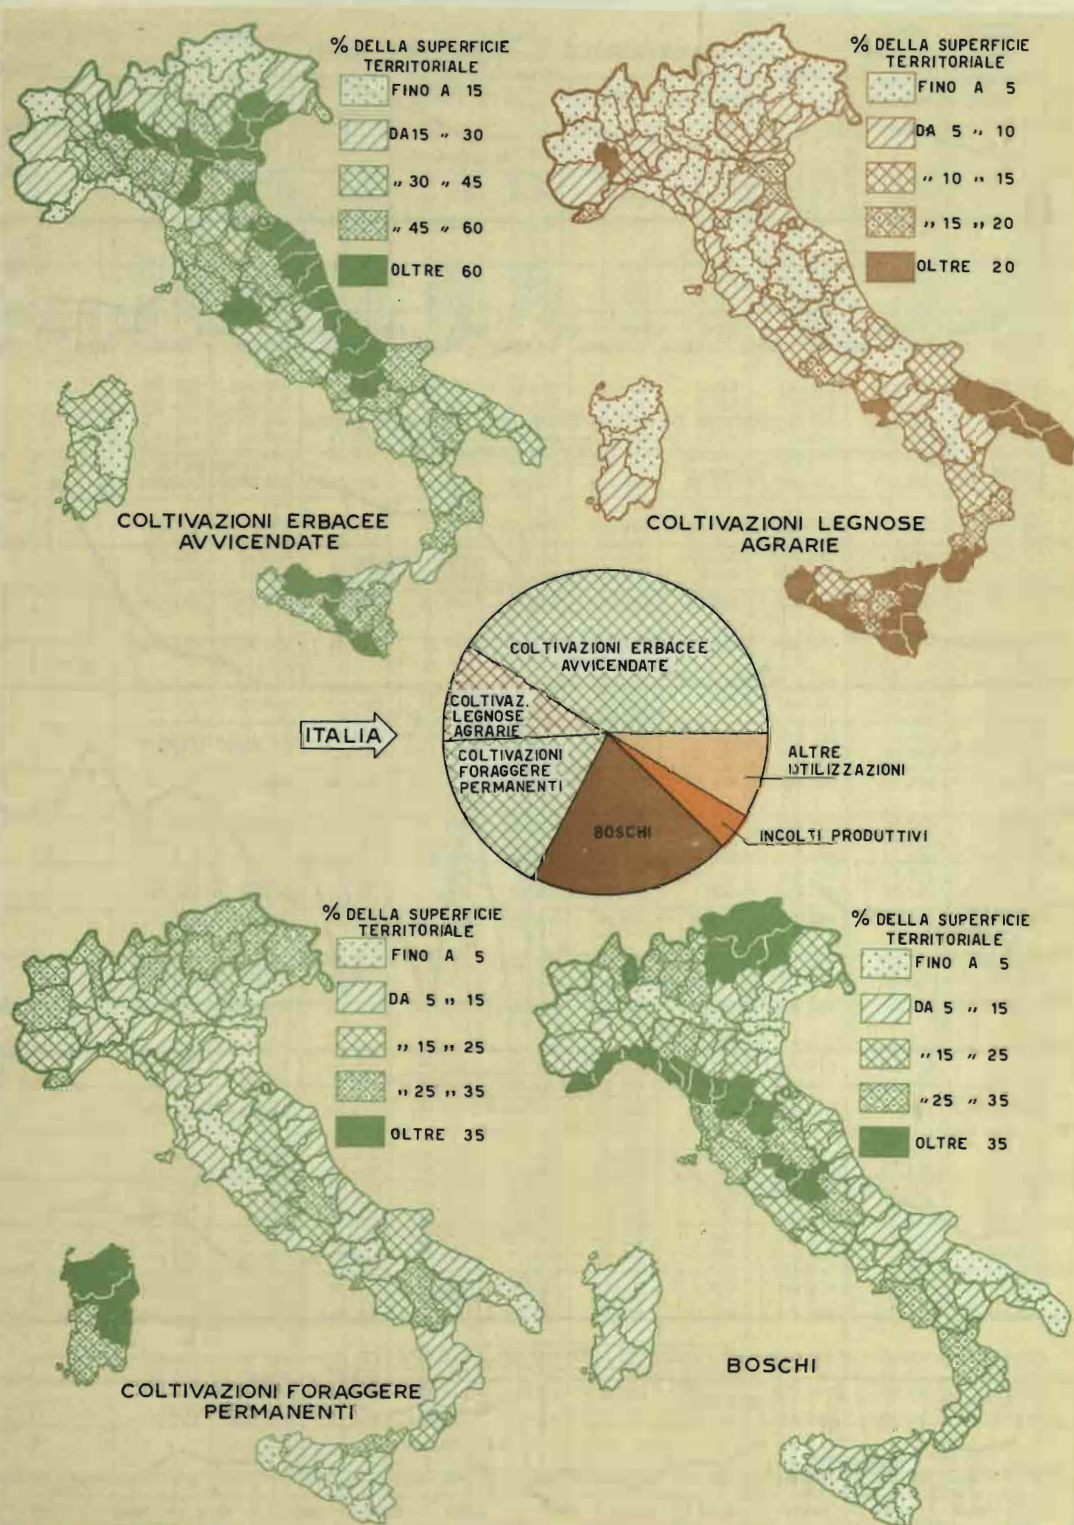 % DELLA SUPERFICIE
TERRITORIALE
FINO A 15
DA 15 " 30
" 30 " 45
" 45 " 60
OLTRE 60
COLTIVAZIONI ERBACEE
AVVICENDATE
% DELLA SUPERFICIE
TERRITORIALE
FINO A 5
DA 5 " 10
" 10 " 15
" 15 " 20
OLTRE 20
COLTIVAZIONI LEGNOSE
AGRARIE
ITALIA
COLTIVAZIONI ERBACEE
AVVICENDATE
COLTIVAZ.
LEGNOSE
AGRARIE
COLTIVAZIONI
FORAGGERE
PERMANENTI
BOSCHI
ALTRE
UTILIZZAZIONI
INCOLTI PRODUTTIVI
% DELLA SUPERFICIE
TERRITORIALE
FINO A 5
DA 5 " 15
" 15 " 25
" 25 " 35
OLTRE 35
COLTIVAZIONI FORAGGERE
PERMANENTI
% DELLA SUPERFICIE
TERRITORIALE
FINO A 5
DA 5 " 15
" 15 " 25
" 25 " 35
OLTRE 35
BOSCHI